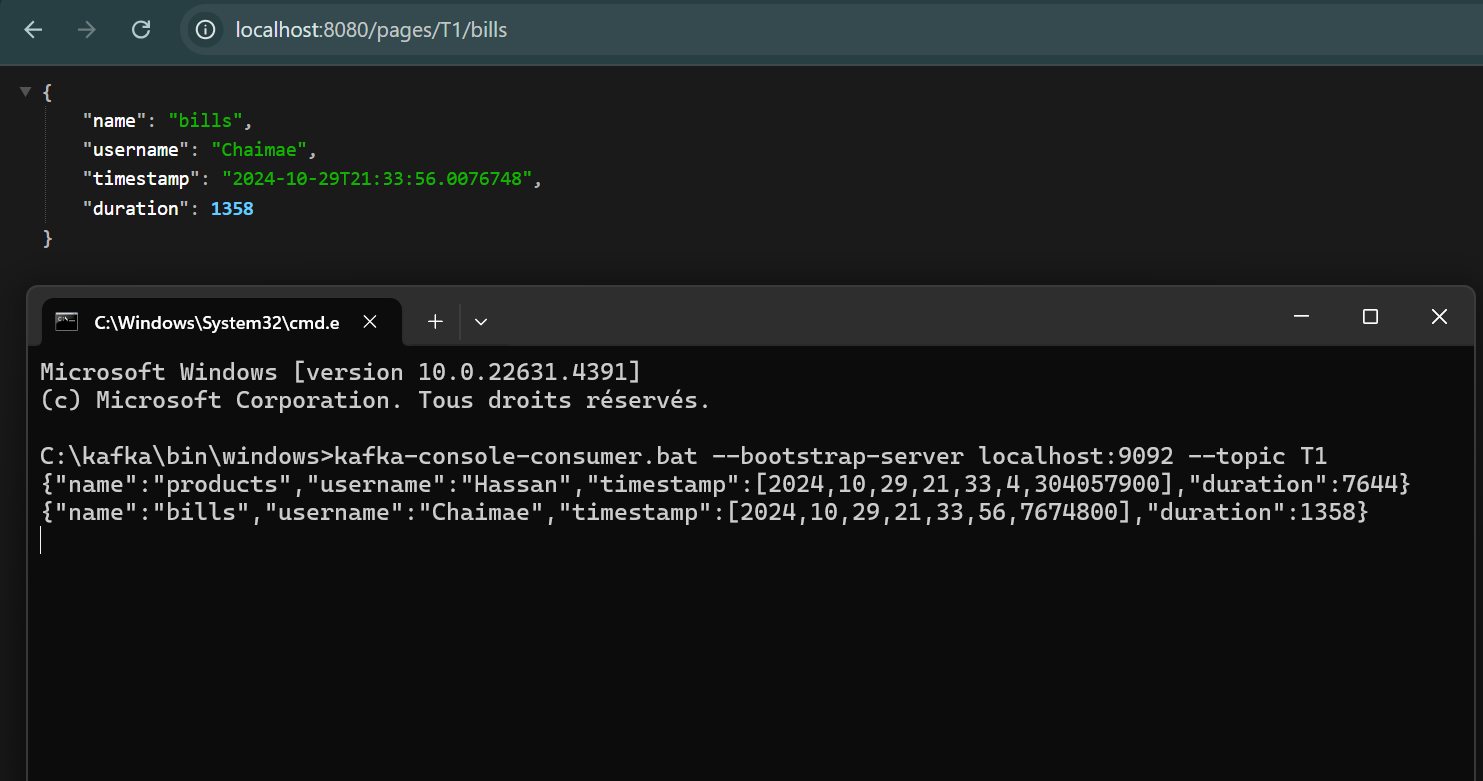 localhost:8080/pages/T1/bills
{
"name": "bills",
"username": "Chaimae",
"timestamp": "2024-10-29T21:33:56.0076748",
"duration": 1358
}
C:\Windows\System32\cmd.e
Microsoft Windows [version 10.0.22631.4391]
(c) Microsoft Corporation. Tous droits réservés.
C:\kafka\bin\windows>kafka-console-consumer.bat --bootstrap-server localhost:9092 --topic T1
{"name":"products","username":"Hassan","timestamp":[2024,10,29,21,33,4,304057900],"duration":7644}
{"name":"bills","username":"Chaimae","timestamp":[2024,10,29,21,33,56,7674800],"duration":1358}